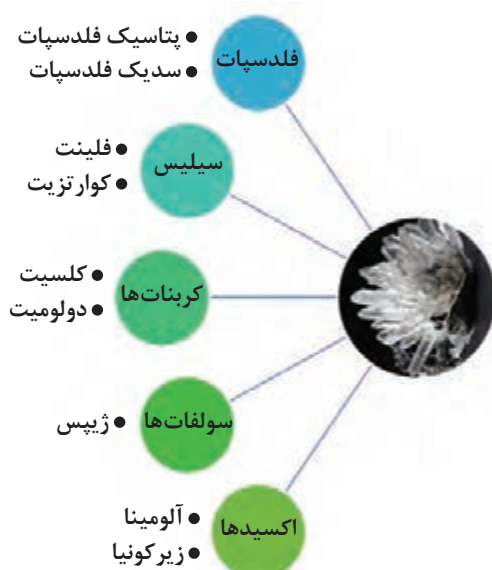 فلدسپات
● پتاسیک فلدسپات
● سدیک فلدسپات
سیلیس
● فلینت
● کوارتزیت
کربنات‌ها
● کلسیت
● دولومیت
سولفات‌ها
● ژیپس
اکسیدها
● آلومینا
● زیرکونیا